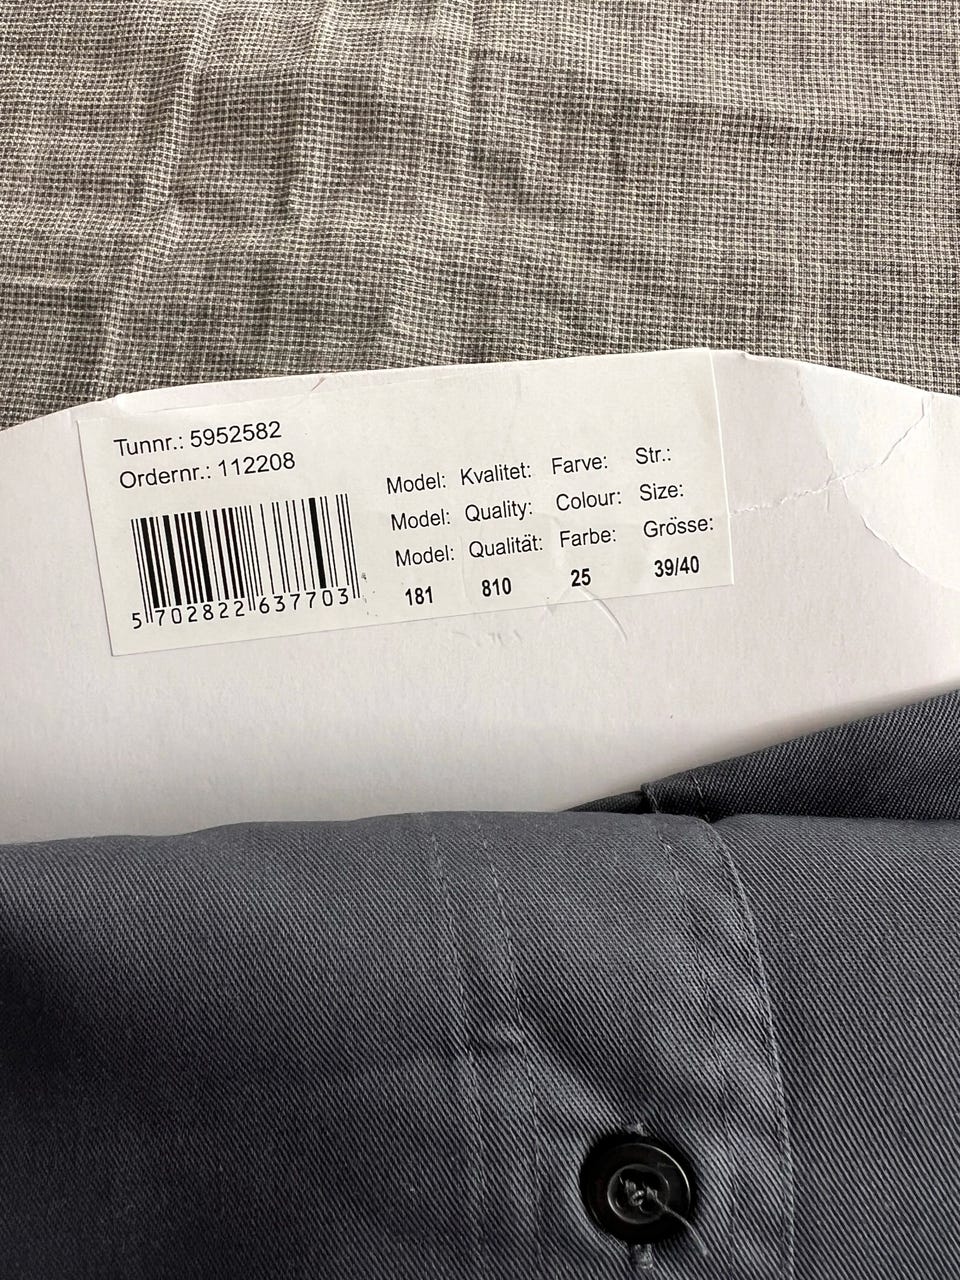 Tunnr.: 5952582
Ordernr.: 112208
5 702822 637703
Model: Kvalitet: Farve: Str.:
Model: Quality: Colour: Size:
Model: Qualität: Farbe: Grösse:
181 810 25 39/40